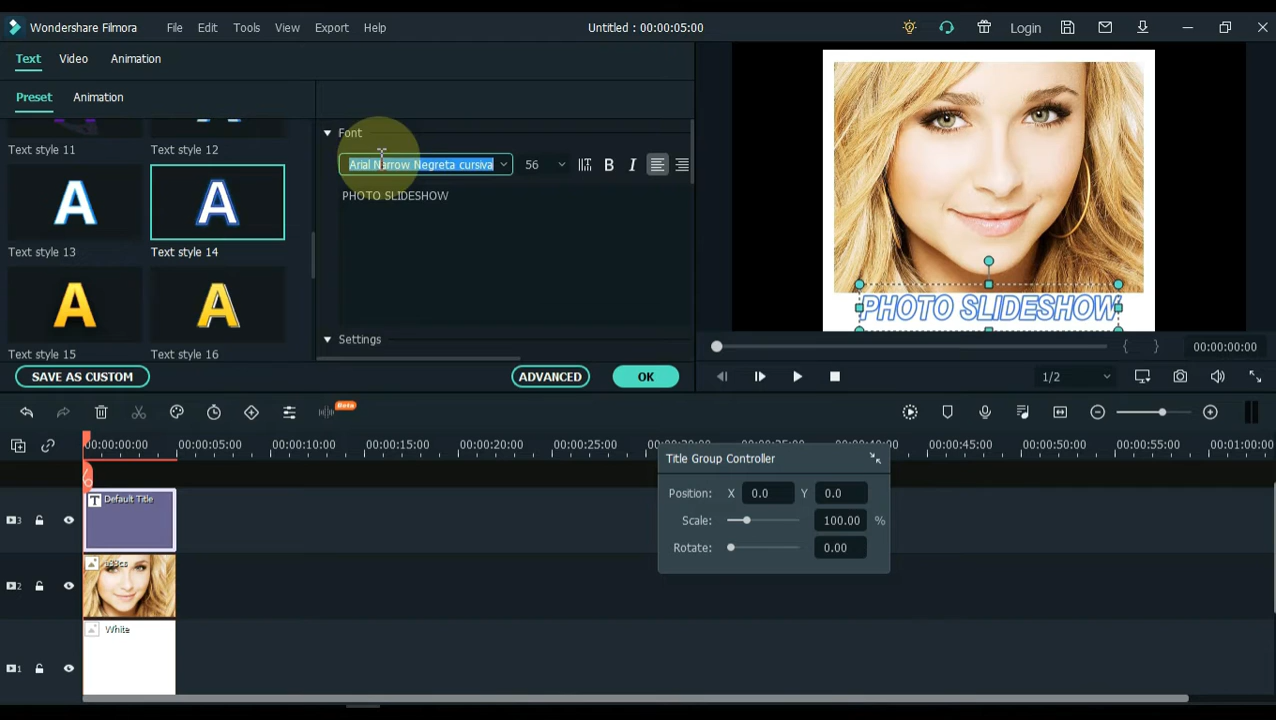 Wondershare Filmora File Edit Tools View Export Help Untitled : 00:00:05:00 Login
Text Video Animation
Preset Animation
Font
Text style 11 Text style 12
Arial Narrow Negreta cursiva 56 B I
PHOTO SLIDESHOW
A A
Text style 13 Text style 14
A A
PHOTO SLIDESHOW
Settings
Text style 15 Text style 16
00:00:00:00
SAVE AS CUSTOM ADVANCED OK
1/2
Beta
00:00:00:00 00:00:05:00 00:00:10:00 00:00:15:00 00:00:20:00 00:00:25:00 00:00:45:00 00:00:50:00 00:00:55:00 00:01:00:00
Title Group Controller
Position: X 0.0 Y 0.0
Scale: 100.00 %
Rotate: 0.00
T Default Title
3
2
White
1